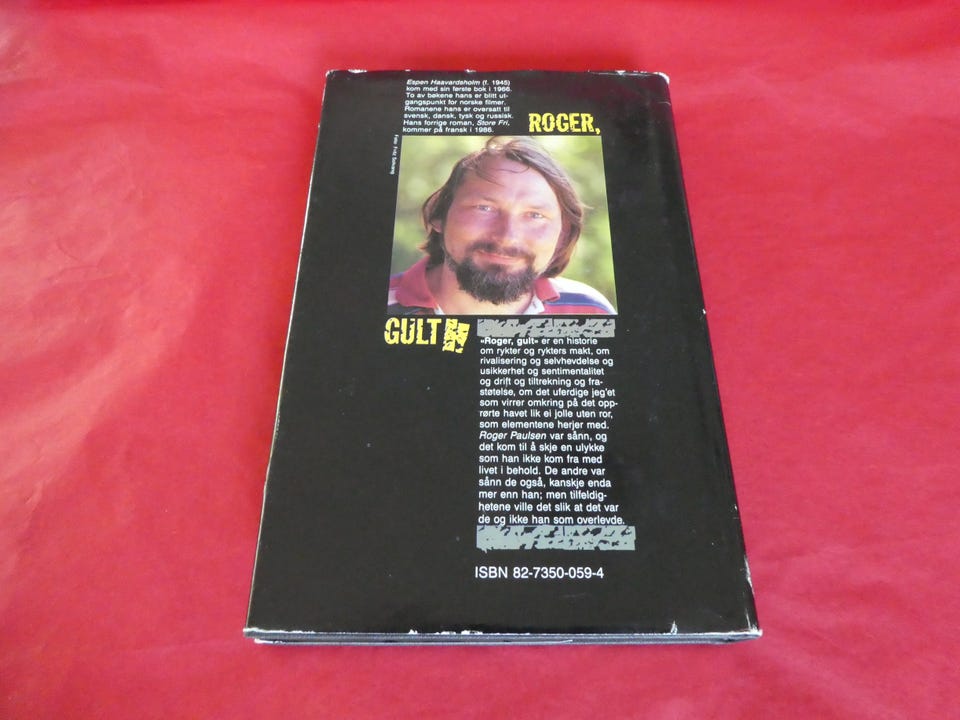 Espen Haavardsholm (f. 1945)
kom med sin første bok i 1966.
To av bøkene hans er blitt ut-
gangspunkt for norske filmer.
Romanene hans er oversatt til
svensk, dansk, tysk og russisk.
Hans forrige roman, Store Fri,
kommer på fransk i 1986.
ROGER,
GULT
«Roger, gult» er en historie
om rykter og rykters makt, om
rivalisering og selvhevdelse og
usikkerhet og sentimentalitet
og drift og tiltrekning og fra-
støtelse, om det uferdige jeg'et
som virrer omkring på det opp-
rørte havet lik ei jolle uten ror,
som elementene herjer med.
Roger Paulsen var sånn, og
det kom til å skje en ulykke
som han ikke kom fra med
livet i behold. De andre var
sånn de også, kanskje enda
mer enn han; men tilfeldig-
hetene ville det slik at det var
de og ikke han som overlevde.
ISBN 82-7350-059-4